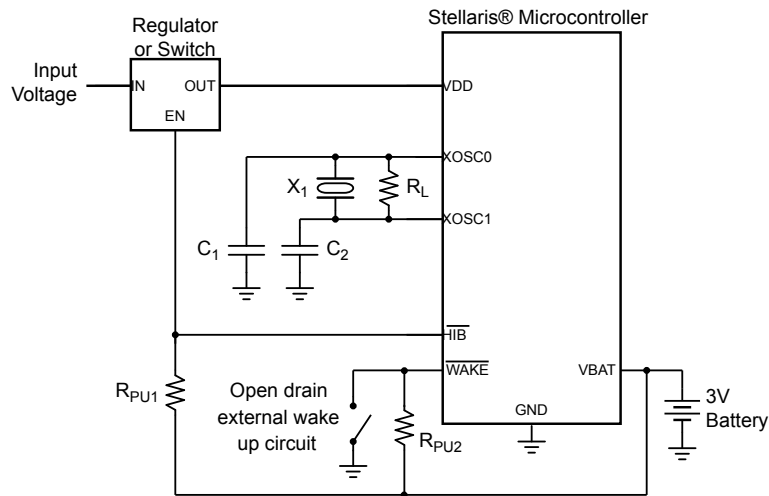 Stellaris® Microcontroller
Regulator
or Switch
Input
Voltage
IN
OUT
EN
VDD
XOSC0
X1
RL
XOSC1
C1
C2
HIB
WAKE
VBAT
RPU1
Open drain
external wake
up circuit
RPU2
GND
3V
Battery